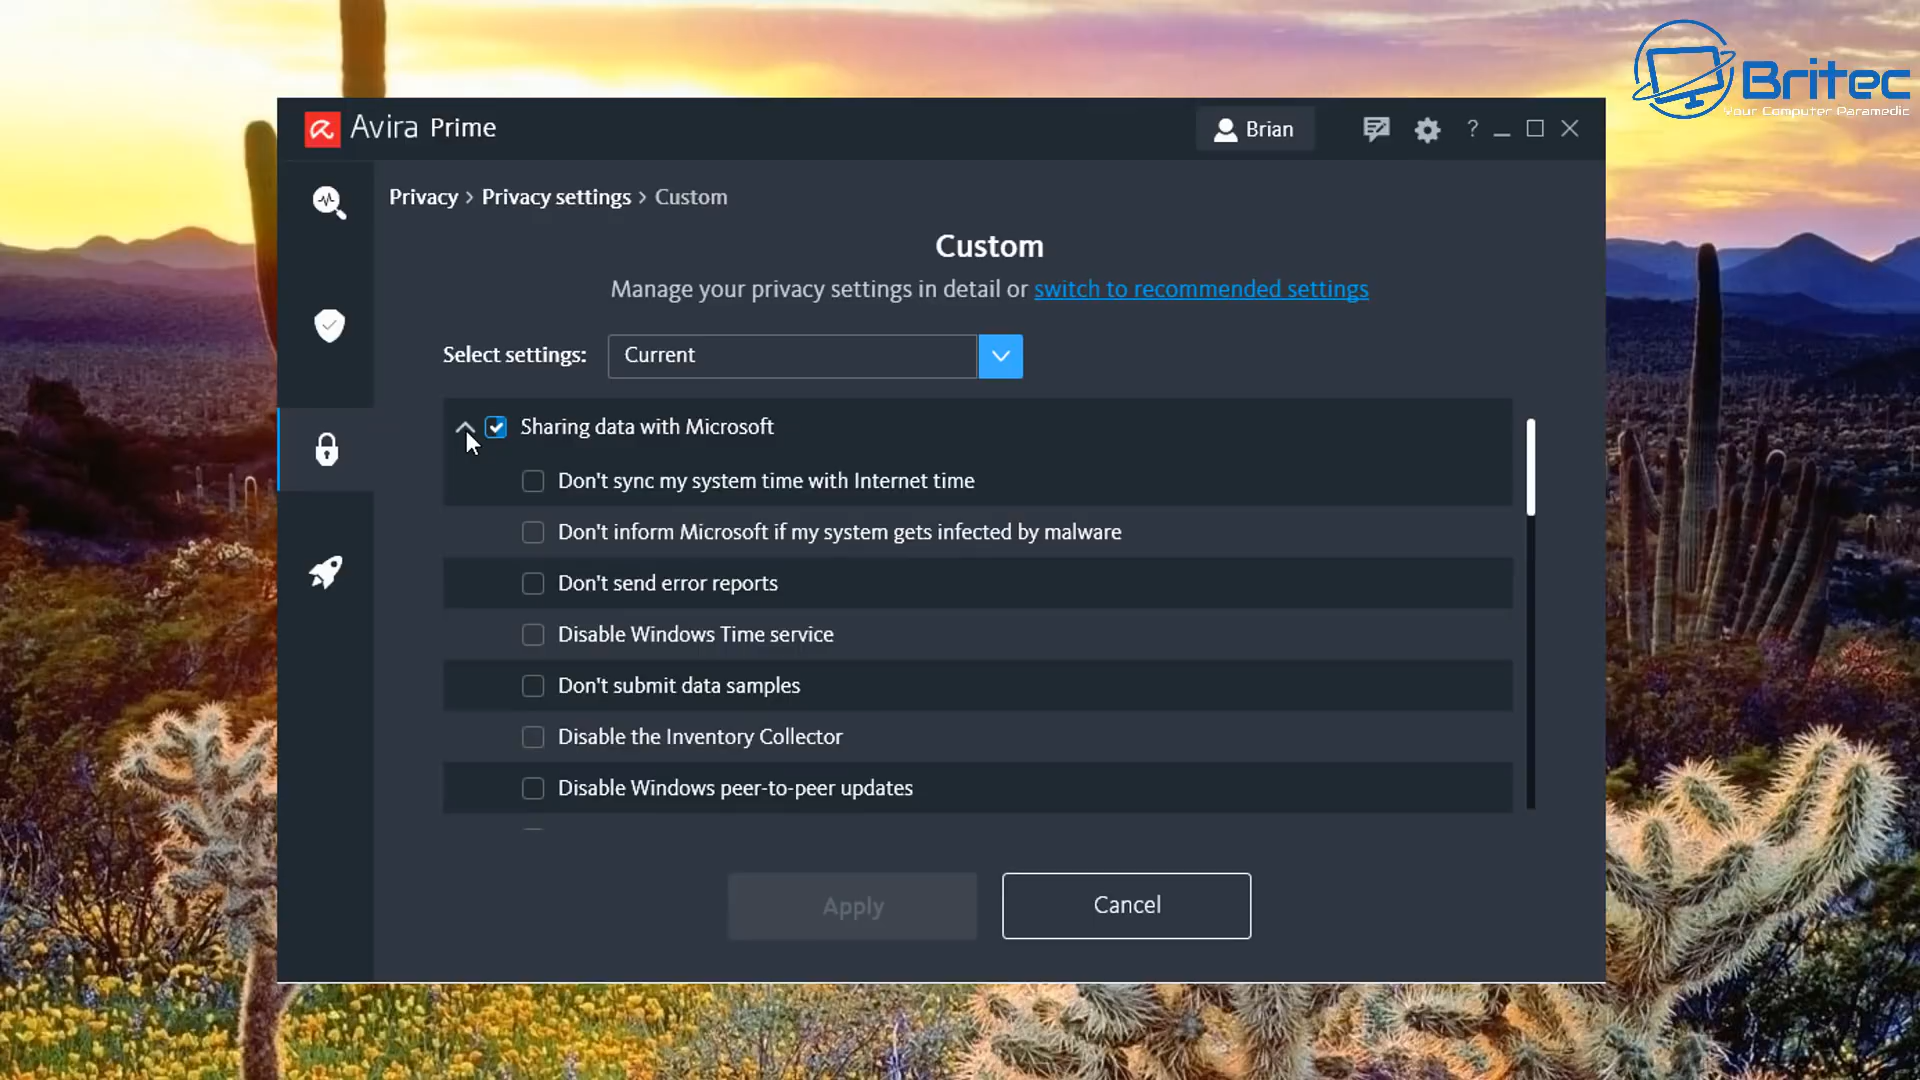 Britec
Your Computer Paramedic
Avira Prime
Brian
?
Privacy > Privacy settings > Custom
Custom
Manage your privacy settings in detail or switch to recommended settings
Select settings:
Current
Sharing data with Microsoft
Don't sync my system time with Internet time
Don't inform Microsoft if my system gets infected by malware
Don't send error reports
Disable Windows Time service
Don't submit data samples
Disable the Inventory Collector
Disable Windows peer-to-peer updates
Apply
Cancel